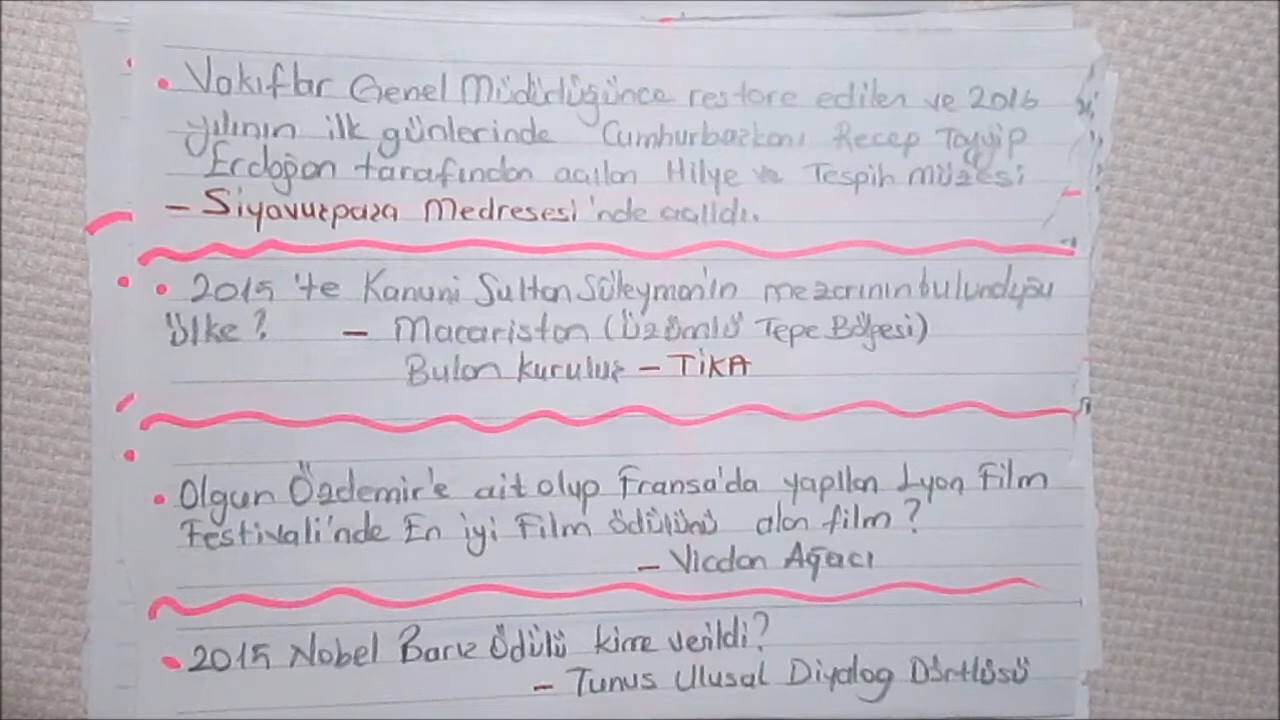 • Vakıflar Genel Müdürlüğünce restore edilen ve 2016
yılının ilk günlerinde Cumhurbaşkanı Recep Tayyip
Erdoğan tarafından açılan Hilye ve Tespih müzesi
– Siyavuşpaşa Medresesi'nde açıldı.
• 2015 'te Kanuni Sultan Süleyman'ın mezarının bulunduğu
ülke? – Macaristan (Üzümlü Tepe Bölgesi)
Bulan kuruluş – TİKA
• Olgun Özdemir'e ait olup Fransa'da yapılan Lyon Film
Festivali'nde En iyi Film ödülünü alan film?
– Vicdan Ağacı
• 2015 Nobel Barış Ödülü kime verildi?
– Tunus Ulusal Diyalog Dörtlüsü